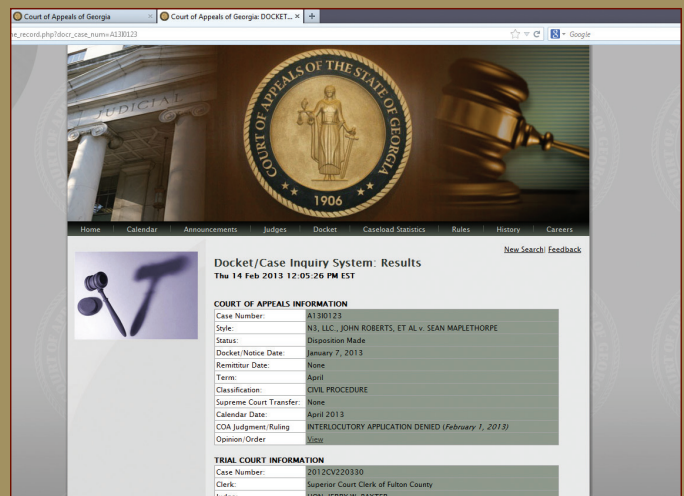 Court of Appeals of Georgia
Court of Appeals of Georgia: DOCKET...
e_record.php?docr_case_num=A13I0123
Google
JUDICIAL
COURT OF APPEALS OF THE STATE OF GEORGIA
1906
Home Calendar Announcements Judges Docket Caseload Statistics Rules History Careers
New Search| Feedback
Docket/Case Inquiry System: Results
Thu 14 Feb 2013 12:05:26 PM EST
COURT OF APPEALS INFORMATION
Case Number: A13I0123
Style: N3, LLC., JOHN ROBERTS, ET AL v. SEAN MAPLETHORPE
Status: Disposition Made
Docket/Notice Date: January 7, 2013
Remittitur Date: None
Term: April
Classification: CIVIL PROCEDURE
Supreme Court Transfer: None
Calendar Date: April 2013
COA Judgment/Ruling INTERLOCUTORY APPLICATION DENIED (February 1, 2013)
Opinion/Order View
TRIAL COURT INFORMATION
Case Number: 2012CV220330
Clerk: Superior Court Clerk of Fulton County
Judge: HON. JERRY W. BAXTER